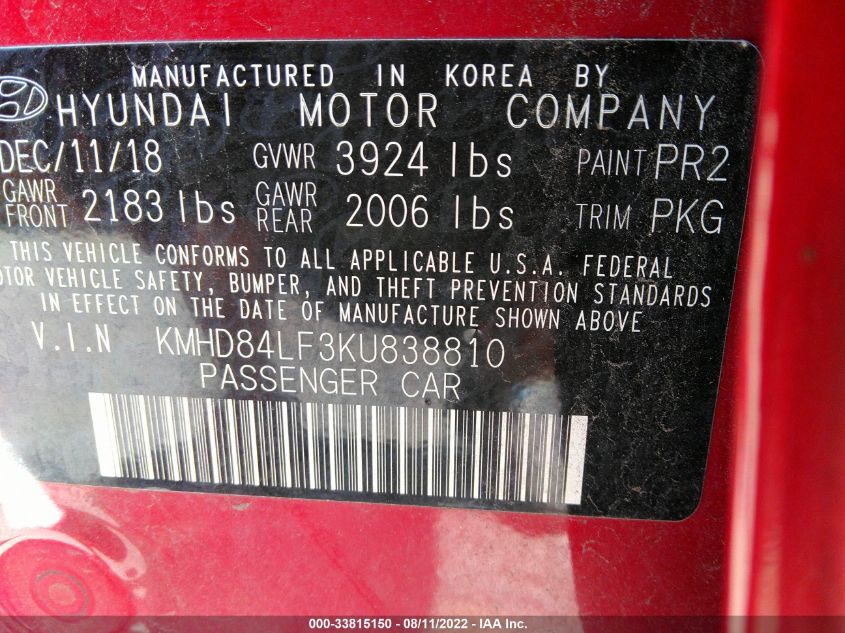 MANUFACTURED IN KOREA BY
HYUNDAI MOTOR COMPANY
DEC/11/18 GVWR 3924 lbs PAINT PR2
GAWR FRONT 2183 lbs GAWR REAR 2006 lbs TRIM PKG
THIS VEHICLE CONFORMS TO ALL APPLICABLE U.S.A. FEDERAL
VEHICLE SAFETY, BUMPER, AND THEFT PREVENTION STANDARDS
IN EFFECT ON THE DATE OF MANUFACTURE SHOWN ABOVE
V.I.N KMHD84LF3KU838810
PASSENGER CAR
000-33815150 - 08/11/2022 - IAA Inc.